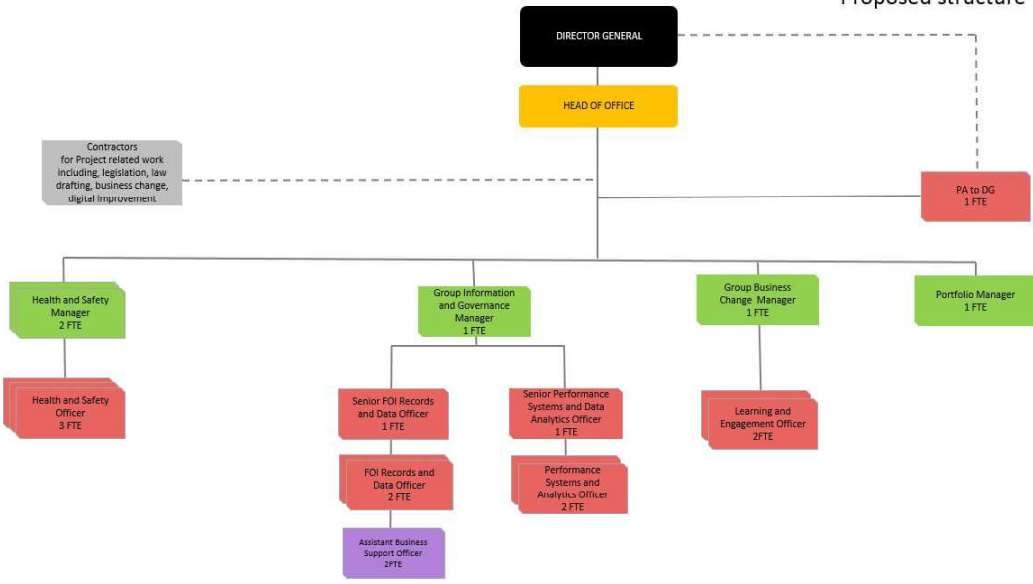 Proposed structure
DIRECTOR GENERAL
HEAD OF OFFICE
Contractors
for Project related work
including, legislation, law
drafting, business change,
digital Improvement
PA to DG
1 FTE
Health and Safety
Manager
2 FTE
Group Information
and Governance
Manager
1 FTE
Group Business
Change Manager
1 FTE
Portfolio Manager
1 FTE
Health and Safety
Officer
3 FTE
Senior FOI Records
and Data Officer
1 FTE
Senior Performance
Systems and Data
Analytics Officer
1 FTE
Learning and
Engagement Officer
2FTE
FOI Records and
Data Officer
2 FTE
Performance
Systems and
Analytics Officer
2 FTE
Assistant Business
Support Officer
2FTE